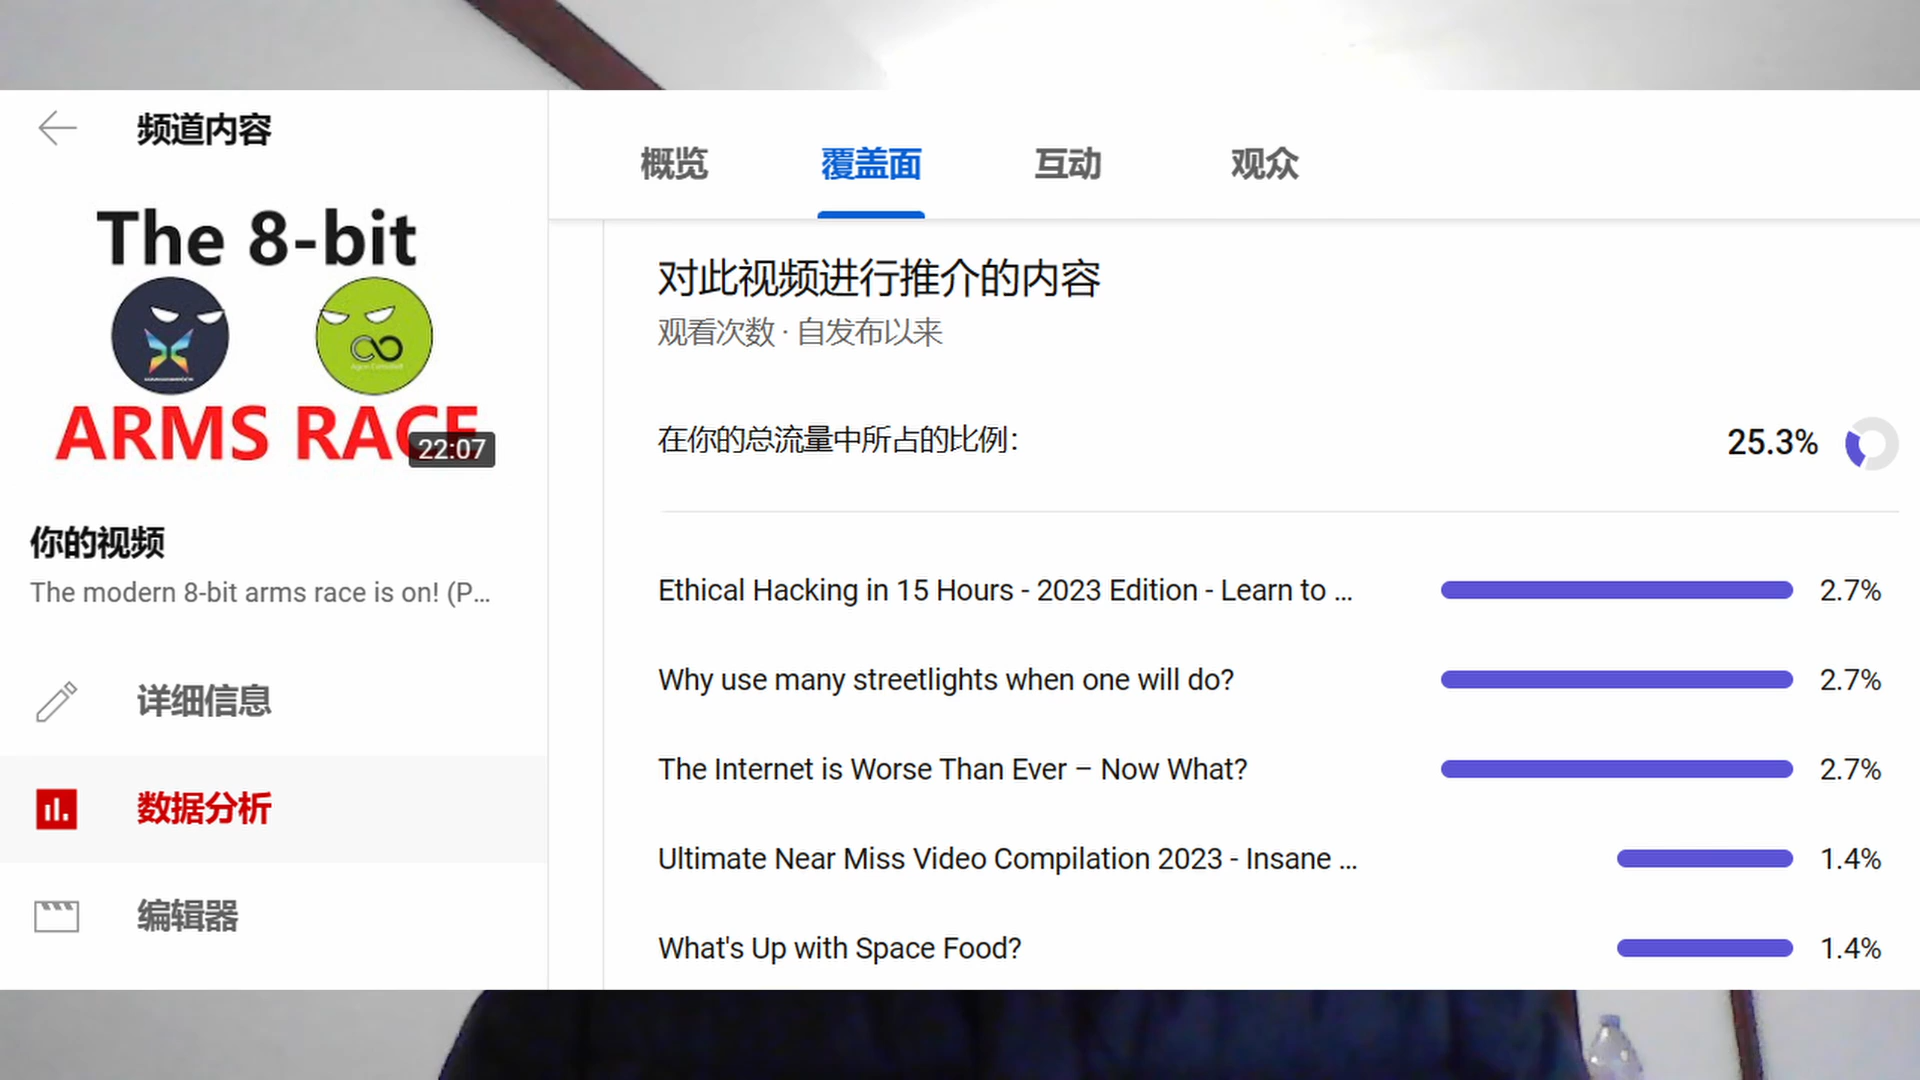 频道内容
The 8-bit
ARMS RACE
22:07
你的视频
The modern 8-bit arms race is on! (P...
详细信息
数据分析
编辑器
概览
覆盖面
互动
观众
对此视频进行推介的内容
观看次数 · 自发布以来
在你的总流量中所占的比例：
25.3%
Ethical Hacking in 15 Hours - 2023 Edition - Learn to ...
2.7%
Why use many streetlights when one will do?
2.7%
The Internet is Worse Than Ever – Now What?
2.7%
Ultimate Near Miss Video Compilation 2023 - Insane ...
1.4%
What's Up with Space Food?
1.4%